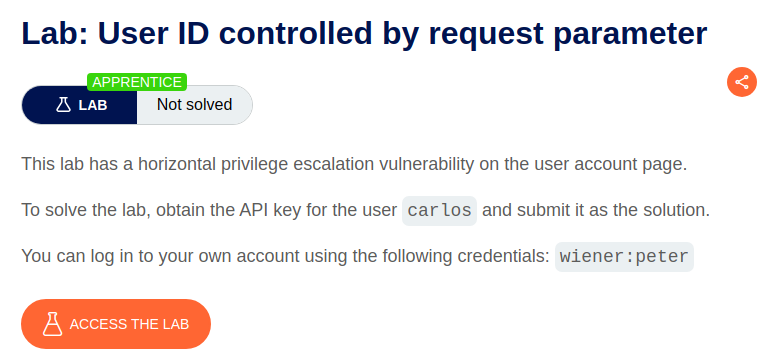 Lab: User ID controlled by request parameter
APPRENTICE
LAB Not solved
This lab has a horizontal privilege escalation vulnerability on the user account page.
To solve the lab, obtain the API key for the user carlos and submit it as the solution.
You can log in to your own account using the following credentials: wiener:peter
ACCESS THE LAB